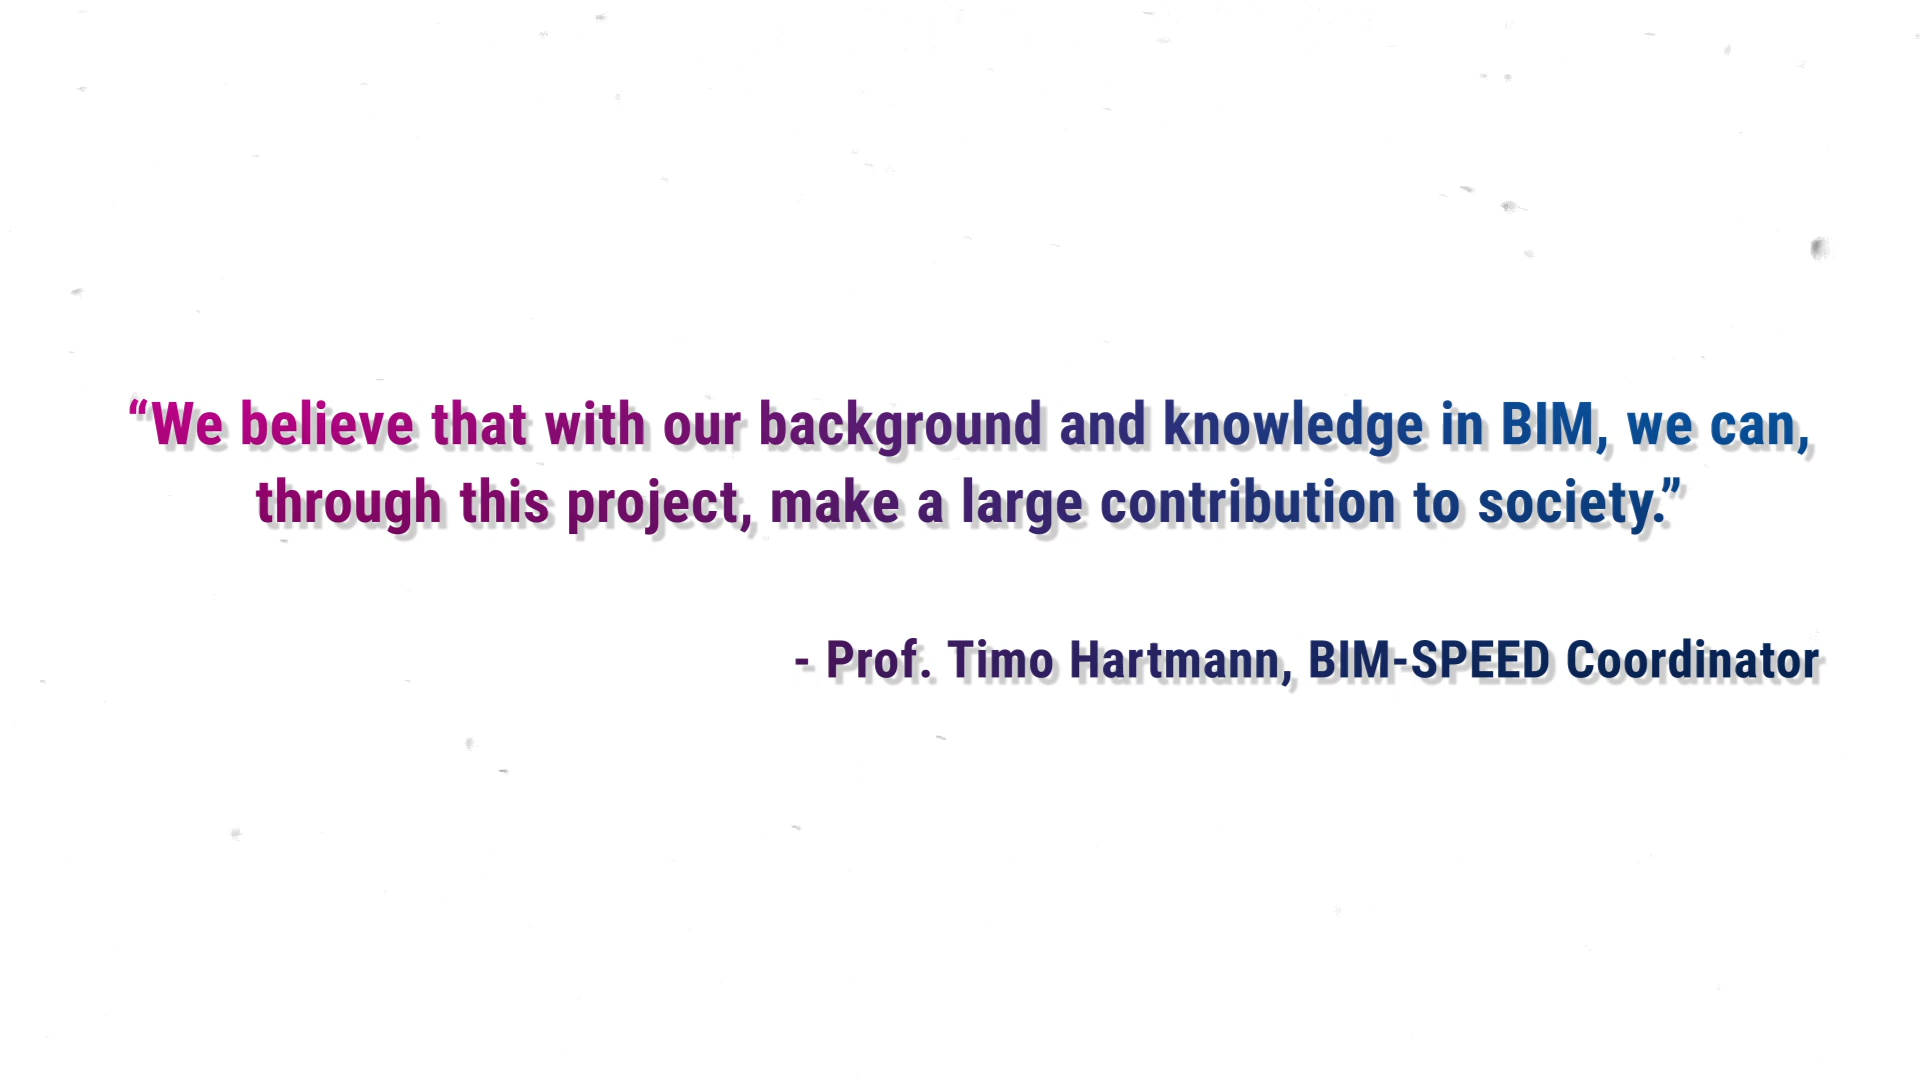 “We believe that with our background and knowledge in BIM, we can,
through this project, make a large contribution to society.”
- Prof. Timo Hartmann, BIM-SPEED Coordinator